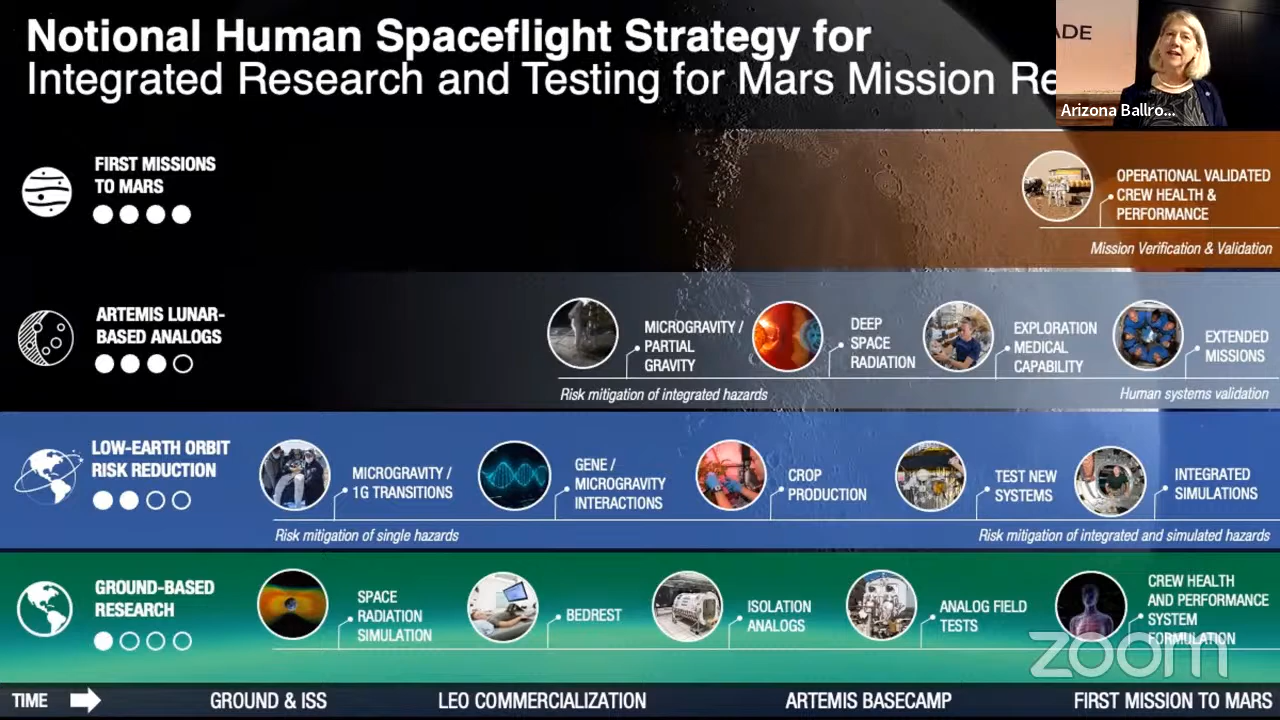 Notional Human Spaceflight Strategy for
Integrated Research and Testing for Mars Mission Re
ADE
Arizona Ballro...
FIRST MISSIONS
TO MARS
OPERATIONAL VALIDATED
CREW HEALTH &
PERFORMANCE
Mission Verification & Validation
ARTEMIS LUNAR-
BASED ANALOGS
MICROGRAVITY /
PARTIAL
GRAVITY
DEEP
SPACE
RADIATION
EXPLORATION
MEDICAL
CAPABILITY
EXTENDED
MISSIONS
Risk mitigation of integrated hazards
Human systems validation
LOW-EARTH ORBIT
RISK REDUCTION
MICROGRAVITY /
1G TRANSITIONS
GENE /
MICROGRAVITY
INTERACTIONS
CROP
PRODUCTION
TEST NEW
SYSTEMS
INTEGRATED
SIMULATIONS
Risk mitigation of single hazards
Risk mitigation of integrated and simulated hazards
GROUND-BASED
RESEARCH
SPACE
RADIATION
SIMULATION
BEDREST
ISOLATION
ANALOGS
ANALOG FIELD
TESTS
CREW HEALTH
AND PERFORMANCE
SYSTEM
FORMULATION
zoom
TIME
GROUND & ISS
LEO COMMERCIALIZATION
ARTEMIS BASECAMP
FIRST MISSION TO MARS